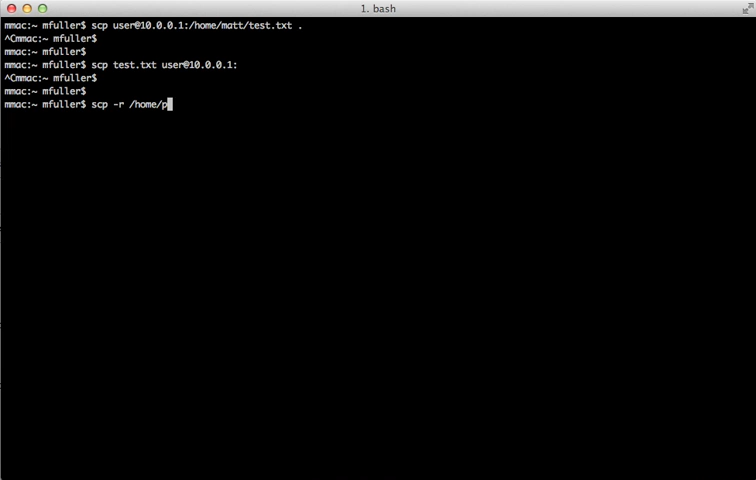 1. bash
mmac:~ mfuller$ scp user@10.0.0.1:/home/matt/test.txt .
^Cmmac:~ mfuller$
mmac:~ mfuller$
mmac:~ mfuller$ scp test.txt user@10.0.0.1:
^Cmmac:~ mfuller$
mmac:~ mfuller$
mmac:~ mfuller$ scp -r /home/p